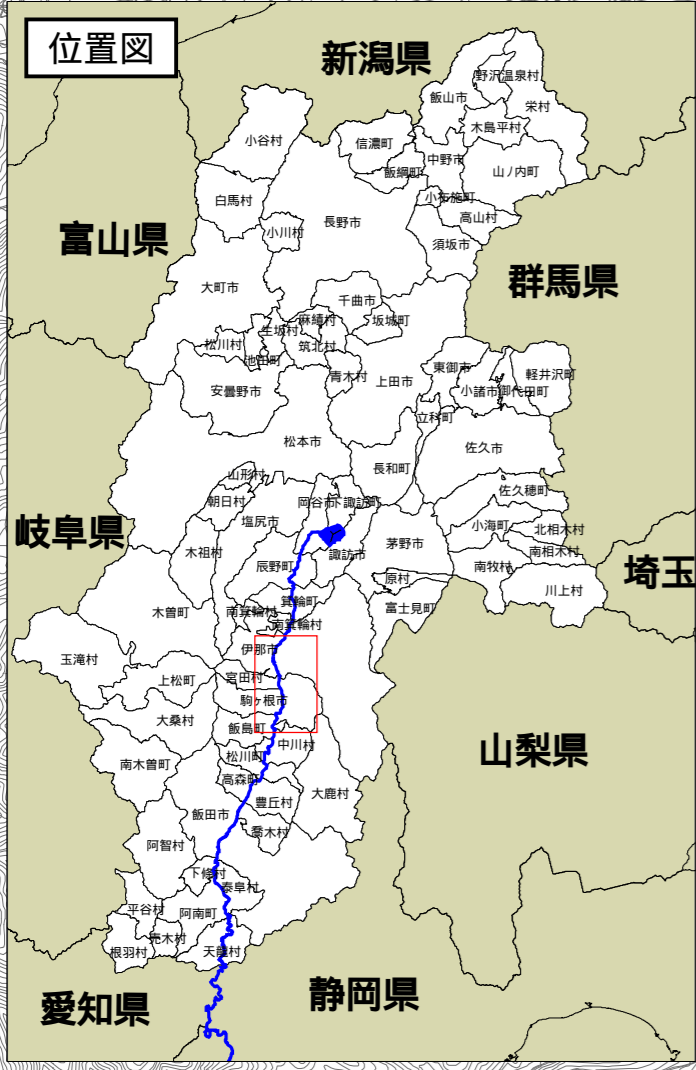 位置図
新潟県
野沢温泉村
飯山市
栄村
木島平村
小谷村
信濃町
中野市
飯綱町
山ノ内町
白馬村
小布施町
高山村
長野市
小川村
須坂市
富山県
群馬県
大町市
千曲市
麻績村
坂城町
生坂村
松川村
筑北村
池田町
青木村
上田市
東御市
軽井沢町
小諸市
御代田町
安曇野市
立科町
松本市
佐久市
長和町
山形村
佐久穂町
朝日村
岡谷市
下諏訪町
塩尻市
小海町
北相木村
岐阜県
木祖村
諏訪市
茅野市
南相木村
辰野町
原村
南牧村
埼玉
川上村
箕輪町
木曽町
南箕輪村
富士見町
南箕輪村
伊那市
玉滝村
上松町
宮田村
駒ヶ根市
大桑村
飯島町
中川村
山梨県
松川町
南木曽町
高森町
大鹿村
豊丘村
飯田市
喬木村
阿智村
下條村
泰阜村
平谷村
阿南町
売木村
根羽村
天龍村
愛知県
静岡県